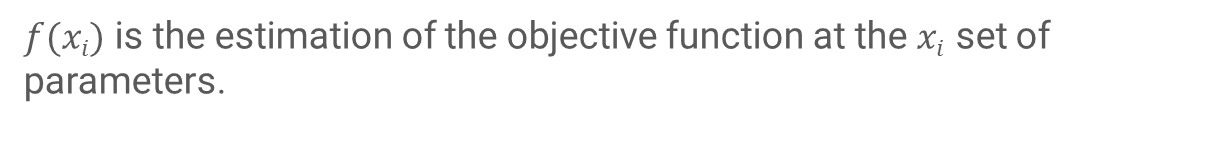 f(xᵢ) is the estimation of the objective function at the xᵢ set of
parameters.